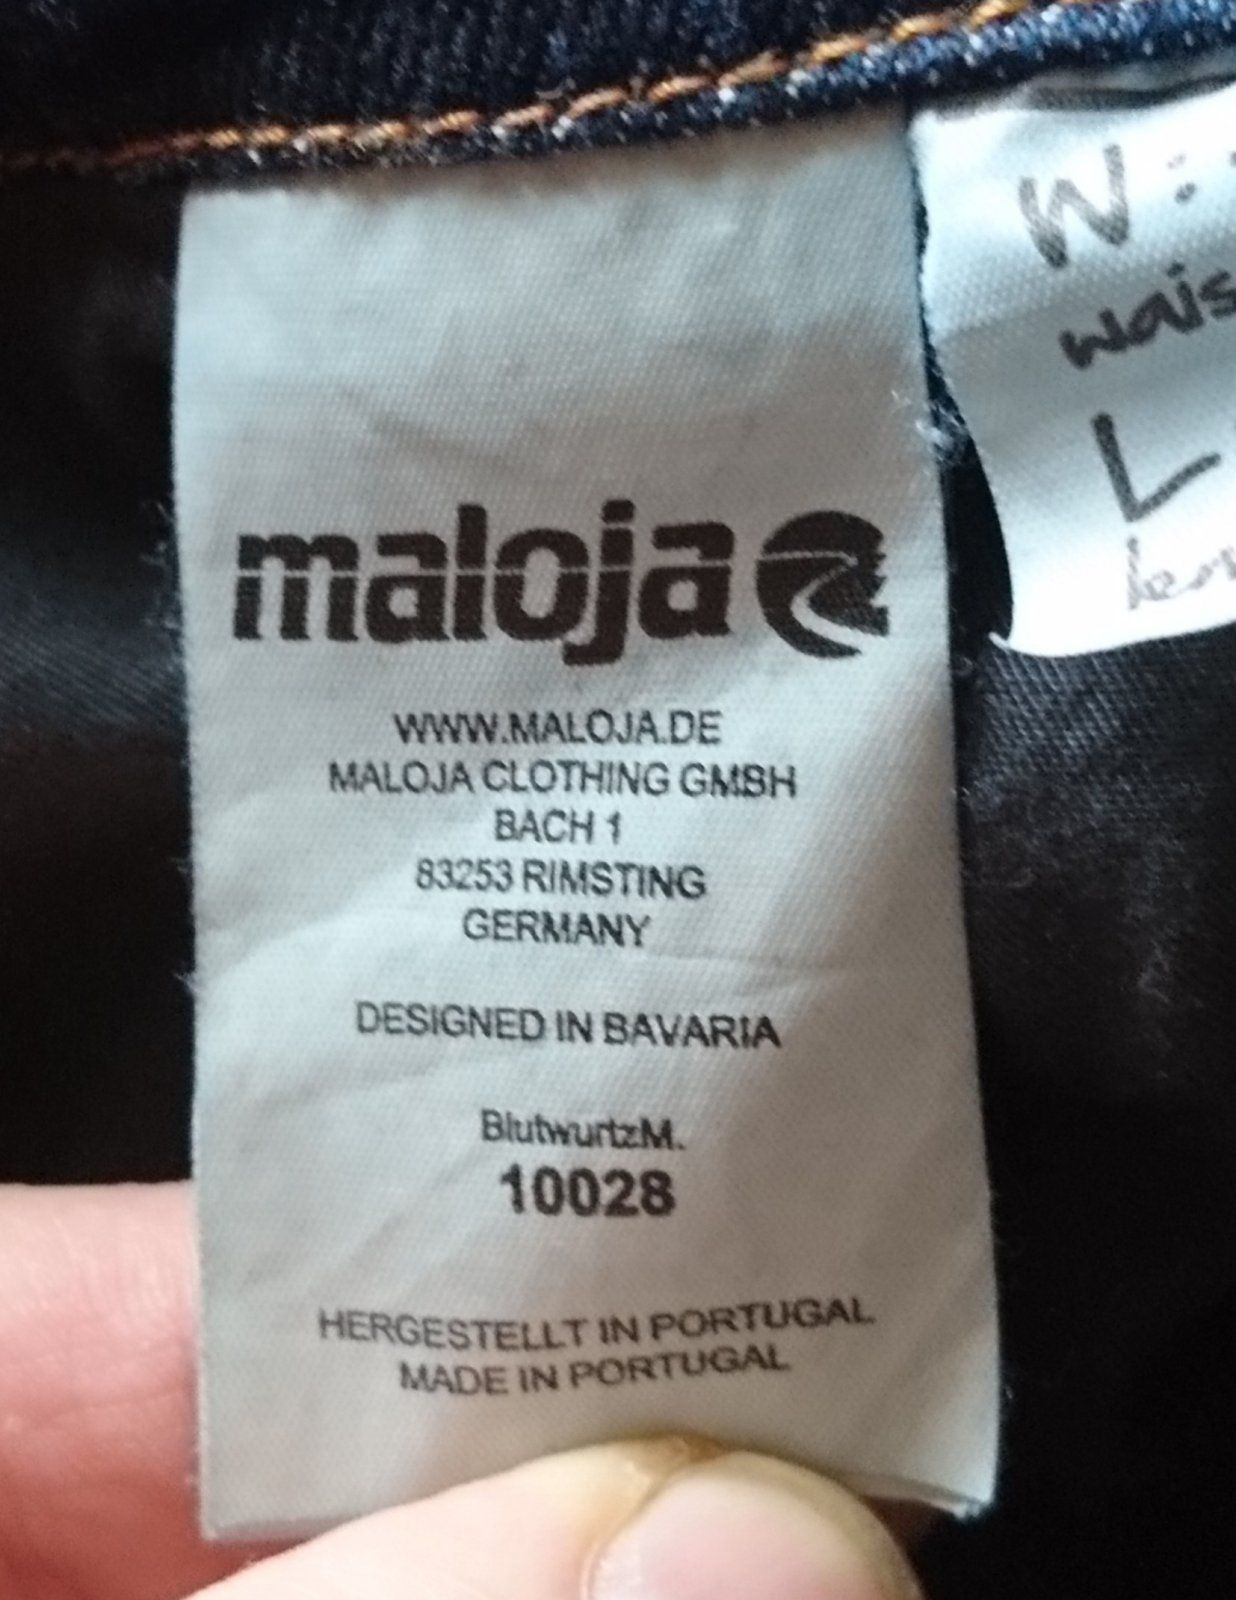 maloja
WWW.MALOJA.DE
MALOJA CLOTHING GMBH
BACH 1
83253 RIMSTING
GERMANY
DESIGNED IN BAVARIA
BlutwurtzM.
10028
HERGESTELLT IN PORTUGAL
MADE IN PORTUGAL
W:
wais
L